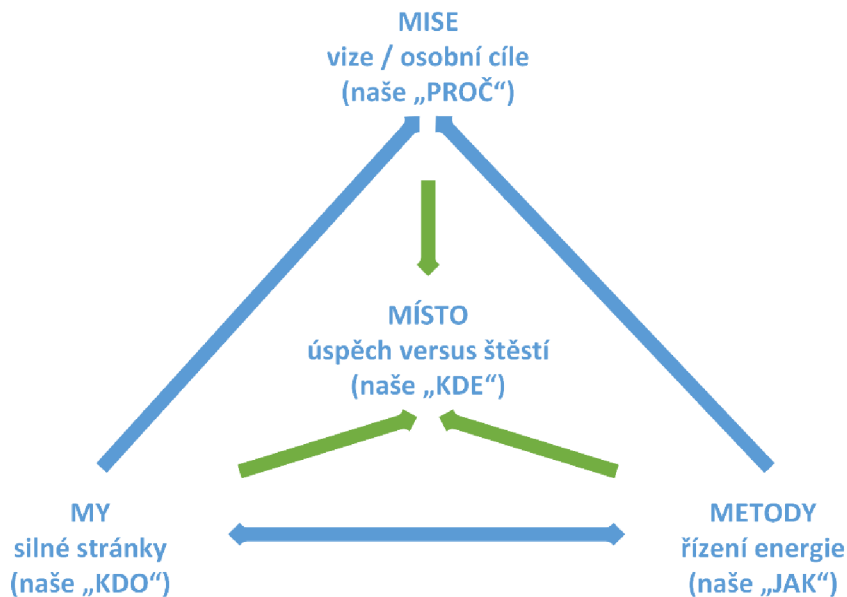 MISE
vize / osobní cíle
(naše „PROČ“)
MÍSTO
úspěch versus štěstí
(naše „KDE“)
MY
silné stránky
(naše „KDO“)
METODY
řízení energie
(naše „JAK“)